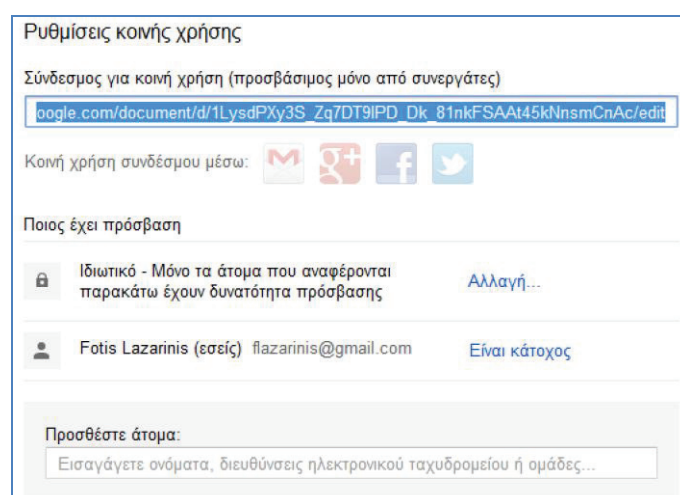 Ρυθμίσεις κοινής χρήσης
Σύνδεσμος για κοινή χρήση (προσβάσιμος μόνο από συνεργάτες)
oogle.com/document/d/1LysdPXy3S_Zq7DT9lPD_Dk_81nkFSAAt45kNnsmCnAc/edit
Κοινή χρήση συνδέσμου μέσω:
Ποιος έχει πρόσβαση
Ιδιωτικό - Μόνο τα άτομα που αναφέρονται
παρακάτω έχουν δυνατότητα πρόσβασης
Αλλαγή...
Fotis Lazarinis (εσείς) flazarinis@gmail.com Είναι κάτοχος
Προσθέστε άτομα:
Εισαγάγετε ονόματα, διευθύνσεις ηλεκτρονικού ταχυδρομείου ή ομάδες...